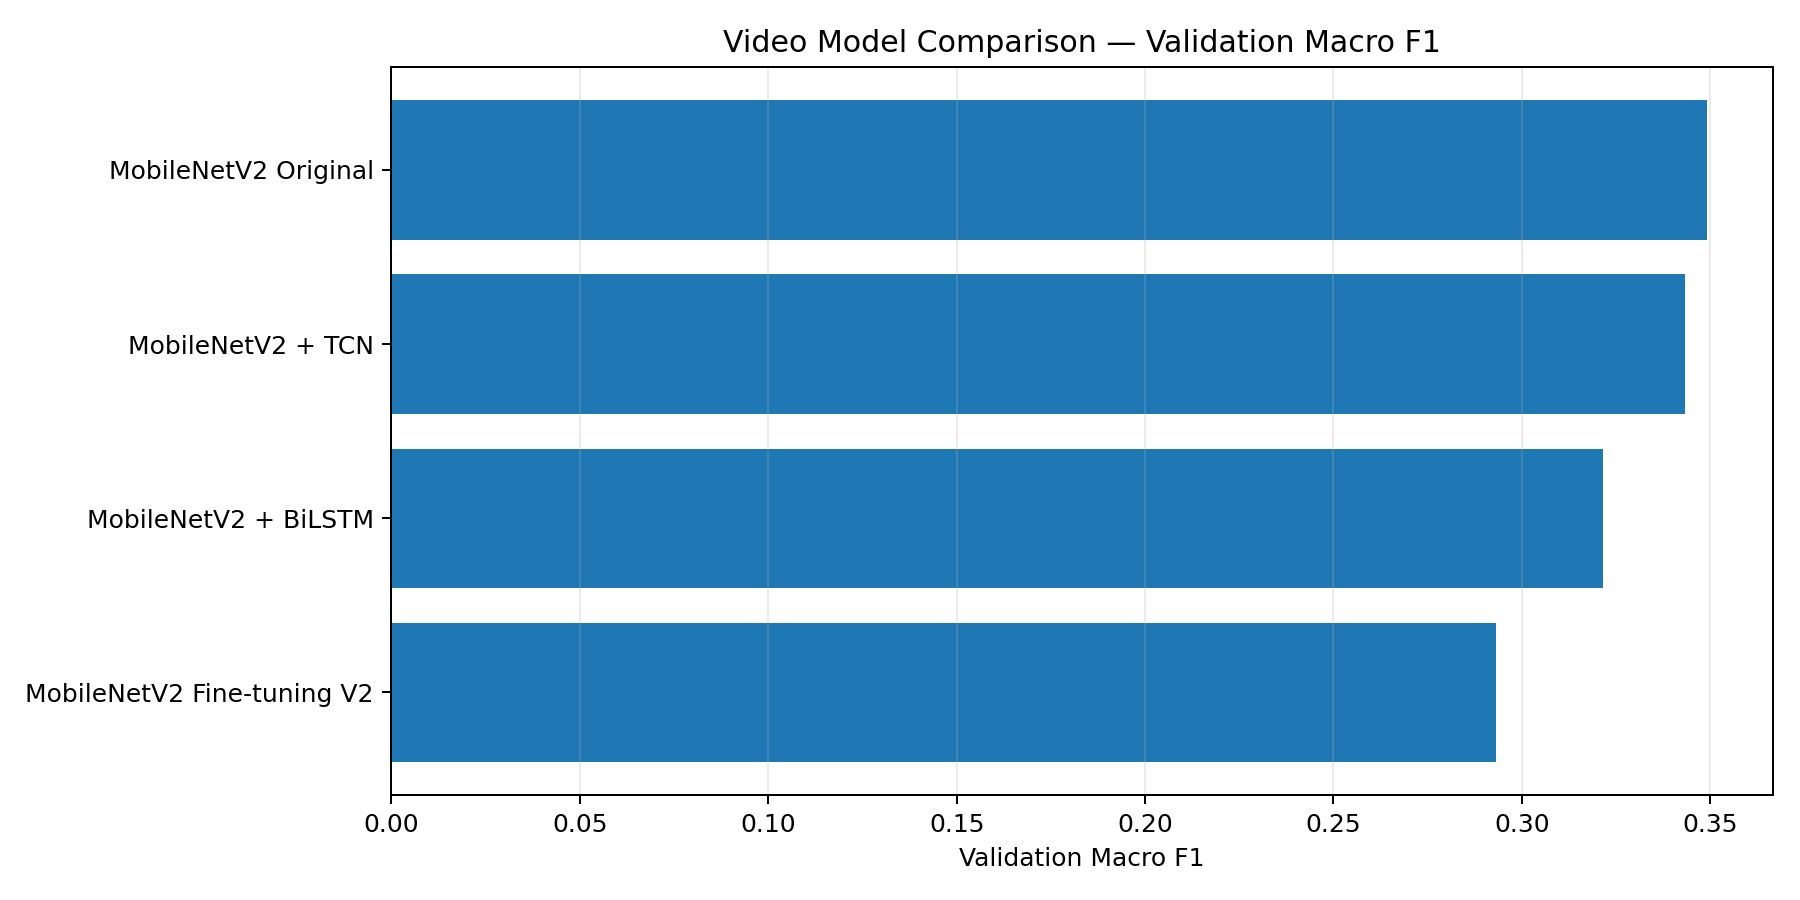 Video Model Comparison — Validation Macro F1
MobileNetV2 Original
MobileNetV2 + TCN
MobileNetV2 + BiLSTM
MobileNetV2 Fine-tuning V2
0.00 0.05 0.10 0.15 0.20 0.25 0.30 0.35
Validation Macro F1